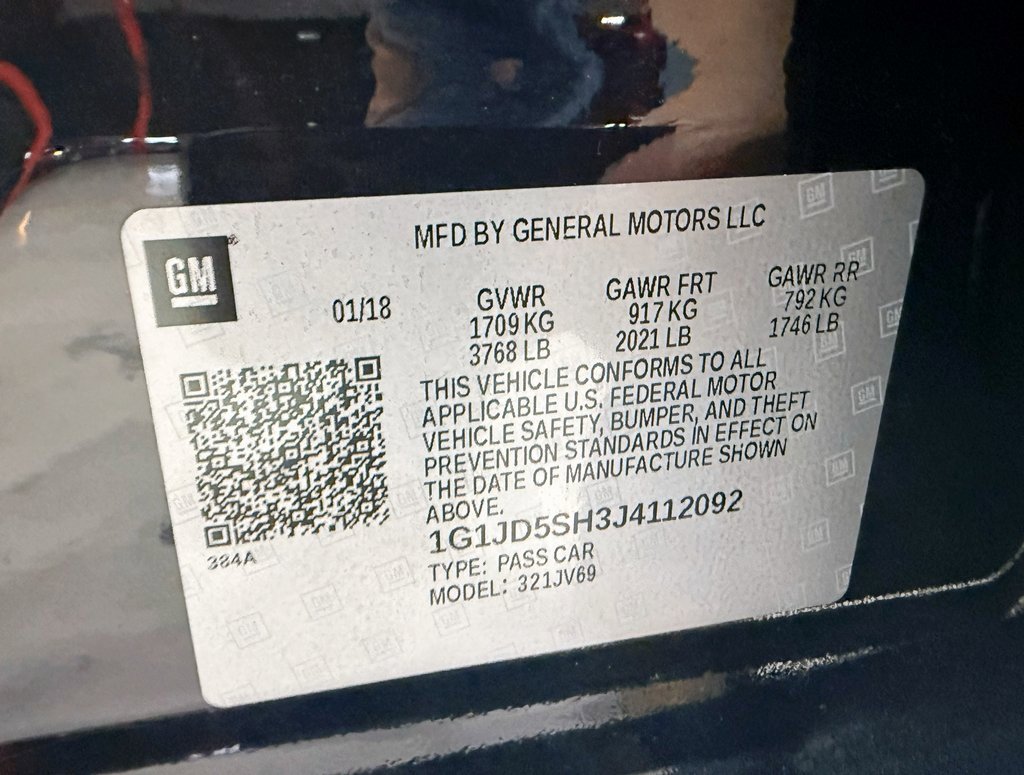 MFD BY GENERAL MOTORS LLC
GM
01/18
GVWR
1709 KG
3768 LB
GAWR FRT
917 KG
2021 LB
GAWR RR
792 KG
1746 LB
THIS VEHICLE CONFORMS TO ALL
APPLICABLE U.S. FEDERAL MOTOR
VEHICLE SAFETY, BUMPER, AND THEFT
PREVENTION STANDARDS IN EFFECT ON
THE DATE OF MANUFACTURE SHOWN
ABOVE.
1G1JD5SH3J4112092
TYPE: PASS CAR
MODEL: 321JV69
384A